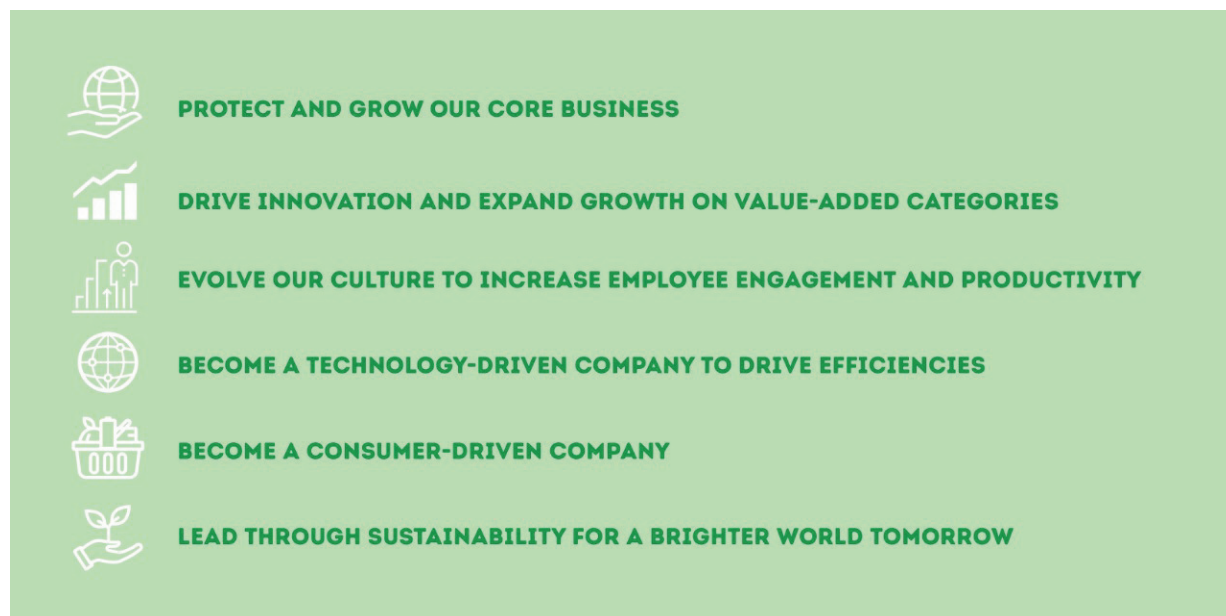 PROTECT AND GROW OUR CORE BUSINESS
DRIVE INNOVATION AND EXPAND GROWTH ON VALUE-ADDED CATEGORIES
EVOLVE OUR CULTURE TO INCREASE EMPLOYEE ENGAGEMENT AND PRODUCTIVITY
BECOME A TECHNOLOGY-DRIVEN COMPANY TO DRIVE EFFICIENCIES
BECOME A CONSUMER-DRIVEN COMPANY
LEAD THROUGH SUSTAINABILITY FOR A BRIGHTER WORLD TOMORROW